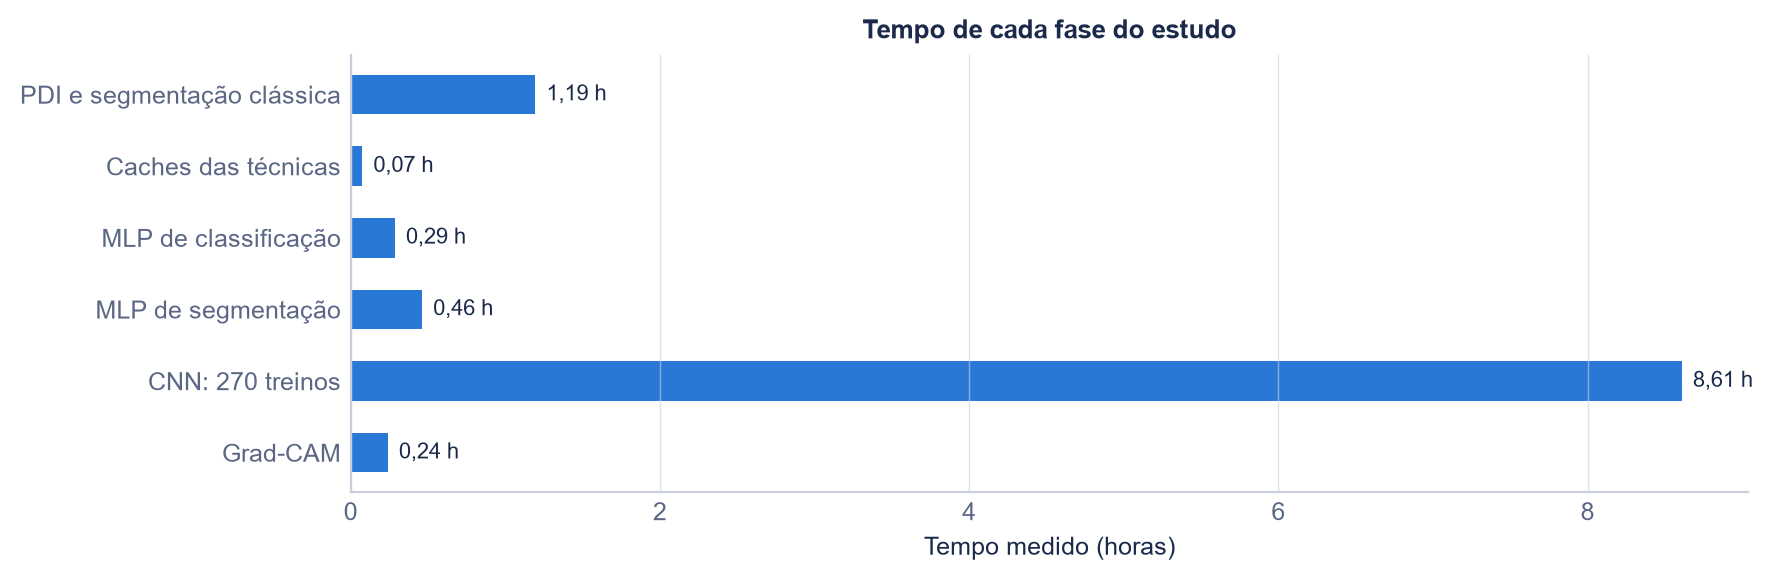 Tempo de cada fase do estudo
PDI e segmentação clássica 1,19 h
Caches das técnicas 0,07 h
MLP de classificação 0,29 h
MLP de segmentação 0,46 h
CNN: 270 treinos 8,61 h
Grad-CAM 0,24 h
0 2 4 6 8
Tempo medido (horas)